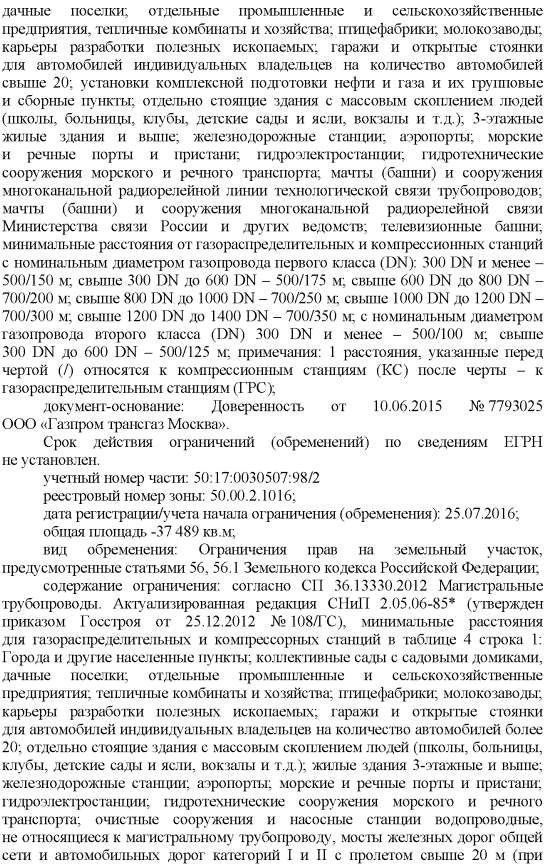 дачные поселки; отдельные промышленные и сельскохозяйственные
предприятия, тепличные комбинаты и хозяйства; птицефабрики; молокозаводы;
карьеры разработки полезных ископаемых; гаражи и открытые стоянки
для автомобилей индивидуальных владельцев на количество автомобилей
свыше 20; установки комплексной подготовки нефти и газа и их групповые
и сборные пункты; отдельно стоящие здания с массовым скоплением людей
(школы, больницы, клубы, детские сады и ясли, вокзалы и т.д.); 3-этажные
жилые здания и выше; железнодорожные станции; аэропорты; морские
и речные порты и пристани; гидроэлектростанции; гидротехнические
сооружения морского и речного транспорта; мачты (башни) и сооружения
многоканальной радиорелейной линии технологической связи трубопроводов;
мачты (башни) и сооружения многоканальной радиорелейной связи
Министерства связи России и других ведомств; телевизионные башни;
минимальные расстояния от газораспределительных и компрессионных станций
с номинальным диаметром газопровода первого класса (DN): 300 DN и менее –
500/150 м; свыше 300 DN до 600 DN – 500/175 м; свыше 600 DN до 800 DN –
700/200 м; свыше 800 DN до 1000 DN – 700/250 м; свыше 1000 DN до 1200 DN –
700/300 м; свыше 1200 DN до 1400 DN – 700/350 м; с номинальным диаметром
газопровода второго класса (DN) 300 DN и менее – 500/100 м; свыше
300 DN до 600 DN – 500/125 м; примечания: 1 расстояния, указанные перед
чертой (/) относятся к компрессионным станциям (КС) после черты – к
газораспределительным станциям (ГРС);
документ-основание: Доверенность от 10.06.2015 № 7793025
ООО «Газпром трансгаз Москва».
Срок действия ограничений (обременений) по сведениям ЕГРН
не установлен.
учетный номер части: 50:17:0030507:98/2
реестровый номер зоны: 50.00.2.1016;
дата регистрации/учета начала ограничения (обременения): 25.07.2016;
общая площадь -37 489 кв.м;
вид обременения: Ограничения прав на земельный участок,
предусмотренные статьями 56, 56.1 Земельного кодекса Российской Федерации;
содержание ограничения: согласно СП 36.13330.2012 Магистральные
трубопроводы. Актуализированная редакция СНиП 2.05.06-85* (утвержден
приказом Госстроя от 25.12.2012 № 108/ГС), минимальные расстояния
для газораспределительных и компрессорных станций в таблице 4 строка 1:
Города и другие населенные пункты; коллективные сады с садовыми домиками,
дачные поселки; отдельные промышленные и сельскохозяйственные
предприятия; тепличные комбинаты и хозяйства; птицефабрики; молокозаводы;
карьеры разработки полезных ископаемых; гаражи и открытые стоянки
для автомобилей индивидуальных владельцев на количество автомобилей более
20; отдельно стоящие здания с массовым скоплением людей (школы, больницы,
клубы, детские сады и ясли, вокзалы и т.д.); жилые здания 3-этажные и выше;
железнодорожные станции; аэропорты; морские и речные порты и пристани;
гидроэлектростанции; гидротехнические сооружения морского и речного
транспорта; очистные сооружения и насосные станции водопроводные,
не относящиеся к магистральному трубопроводу, мосты железных дорог общей
сети и автомобильных дорог категорий I и II с пролетом свыше 20 м (при